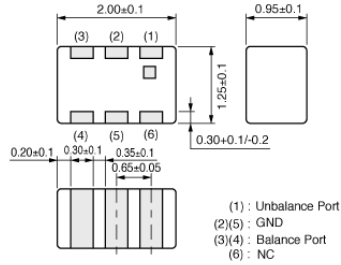 2.00±0.1
0.95±0.1
(3) (2) (1)
1.25±0.1
(4) (5) (6)
0.30+0.1/-0.2
0.20±0.1 0.30±0.1 0.35±0.1
0.65±0.05
(1) : Unbalance Port
(2)(5) : GND
(3)(4) : Balance Port
(6) : NC